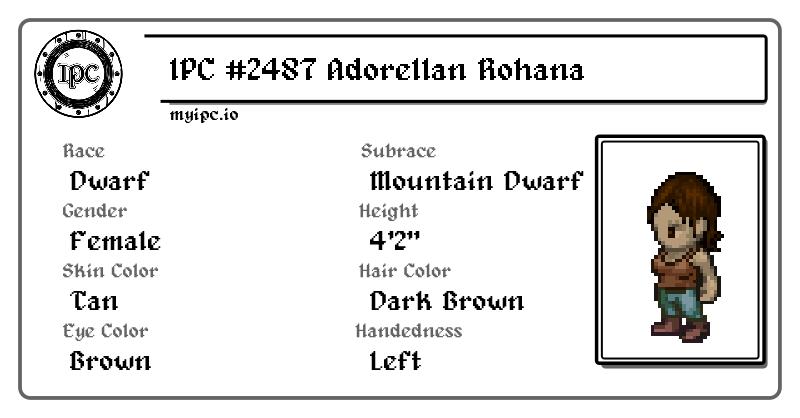 IPC
IPC #2487 Adorellan Rohana
myipc.io
Race
Subrace
Dwarf
Mountain Dwarf
Gender
Height
Female
4'2"
Skin Color
Hair Color
Tan
Dark Brown
Eye Color
Handedness
Brown
Left